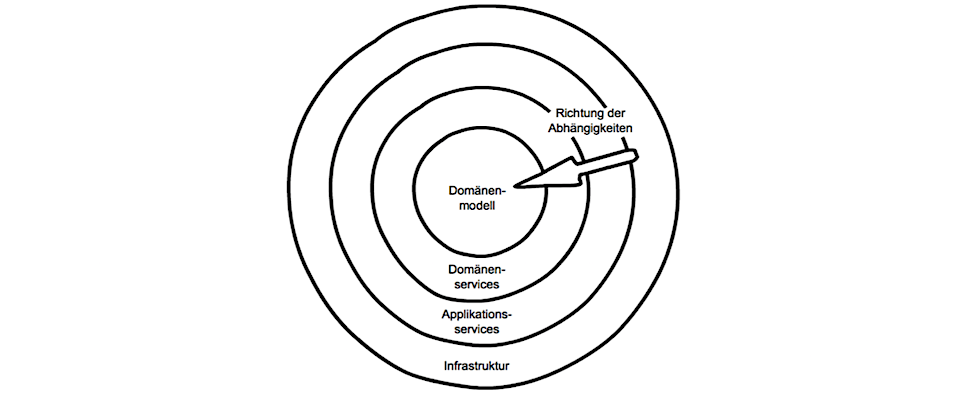 Richtung der
Abhängigkeiten
Domänen-
modell
Domänen-
services
Applikations-
services
Infrastruktur